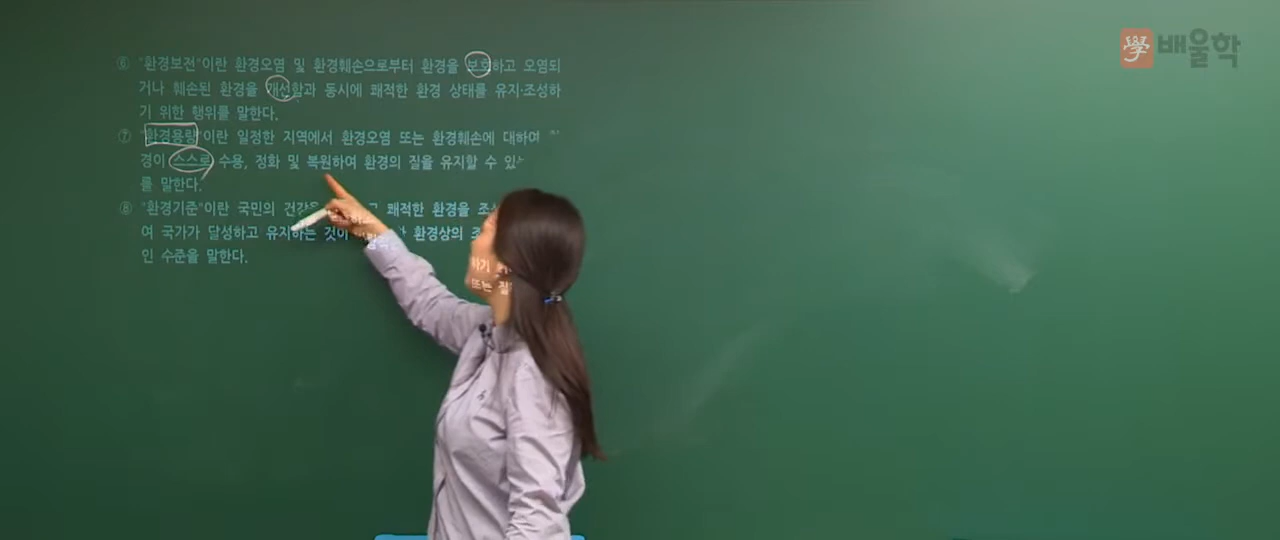 學 배울학
⑥ "환경보전"이란 환경오염 및 환경훼손으로부터 환경을 보호하고 오염되
거나 훼손된 환경을 개선함과 동시에 쾌적한 환경 상태를 유지·조성하
기 위한 행위를 말한다.
⑦ "환경용량"이란 일정한 지역에서 환경오염 또는 환경훼손에 대하여
경이 스스로 수용, 정화 및 복원하여 환경의 질을 유지할 수 있
를 말한다.
⑧ "환경기준"이란 국민의 건강을 쾌적한 환경을
여 국가가 달성하고 유지하는 것이 환경상의
하기
또는 질
인 수준을 말한다.